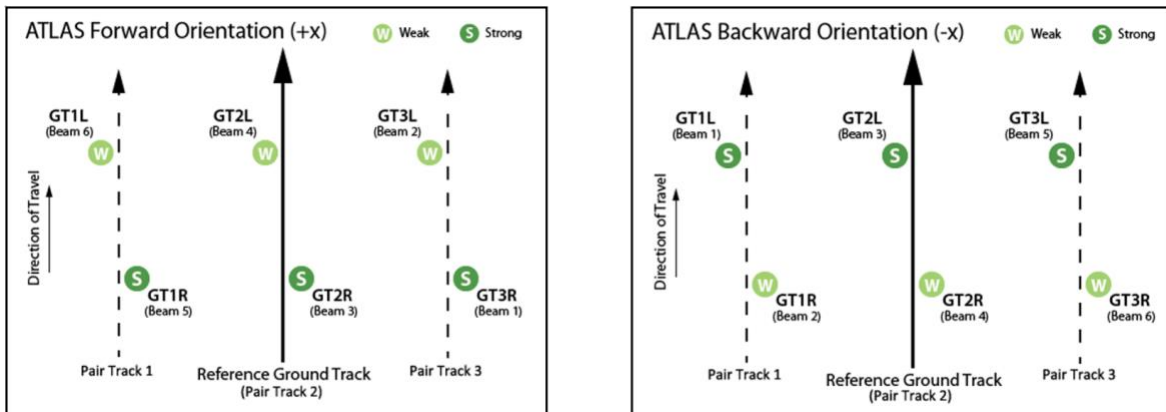 ATLAS Forward Orientation (+x)
W Weak
S Strong
GT1L
(Beam 6)
W
GT2L
(Beam 4)
W
GT3L
(Beam 2)
W
Direction of Travel
S
GT1R
(Beam 5)
S
GT2R
(Beam 3)
S
GT3R
(Beam 1)
Pair Track 1
Reference Ground Track
(Pair Track 2)
Pair Track 3
ATLAS Backward Orientation (-x)
W Weak
S Strong
GT1L
(Beam 1)
S
GT2L
(Beam 3)
S
GT3L
(Beam 5)
S
Direction of Travel
W
GT1R
(Beam 2)
W
GT2R
(Beam 4)
W
GT3R
(Beam 6)
Pair Track 1
Reference Ground Track
(Pair Track 2)
Pair Track 3